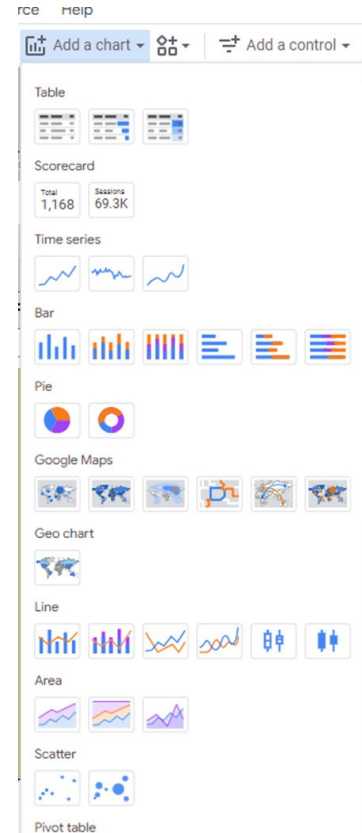 rce Help
Add a chart Add a control
Table
Scorecard
Total Sessions
1,168 69.3K
Time series
Bar
Pie
Google Maps
Geo chart
Line
Area
Scatter
Pivot table